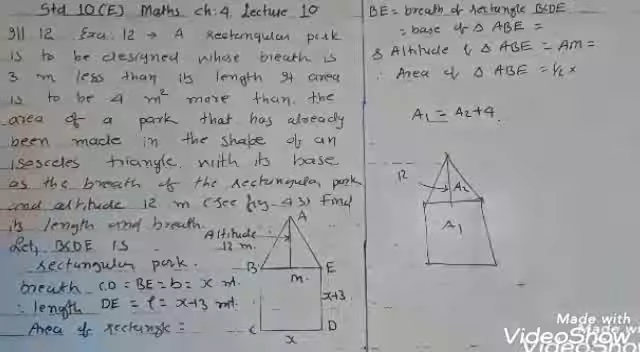 Std 10(E) Maths ch:4, Lecture 10
Ill 12 Exa: 12 → A rectangular park
is to be designed whose breath is
3 m less than its length It area
is to be 4 m² more than the
area of a park that has already
been made in the shape of an
isosceles triangle with its base
as the breath of the rectangular park
and altitude 12 m (see fig - 4.3) Find
its length and breath.
Let, BCDE is
rectangular park.
breath CD = BE = b = x mt.
∴ length DE = l = x+3 mt.
Area of rectangle =
Altitude
12 m.
A
B
E
m
x+3
C
D
x
BE = breath of rectangle BCDE
= base of Δ ABE =
& Altitude of Δ ABE = AM =
∴ Area of Δ ABE = 1/2 x
A₁ = A₂ + 4
12
A₂
A₁
Made with
VideoShow